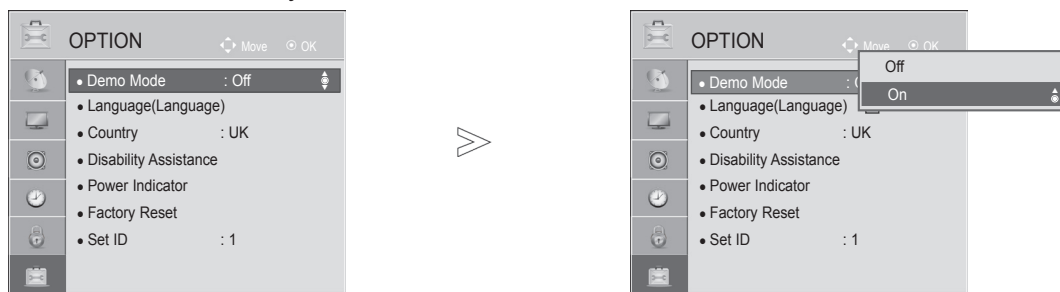 OPTION Move OK
• Demo Mode : Off
• Language(Language)
• Country : UK
• Disability Assistance
• Power Indicator
• Factory Reset
• Set ID : 1
OPTION Move OK
Off
• Demo Mode :
On
• Language(Language)
• Country : UK
• Disability Assistance
• Power Indicator
• Factory Reset
• Set ID : 1